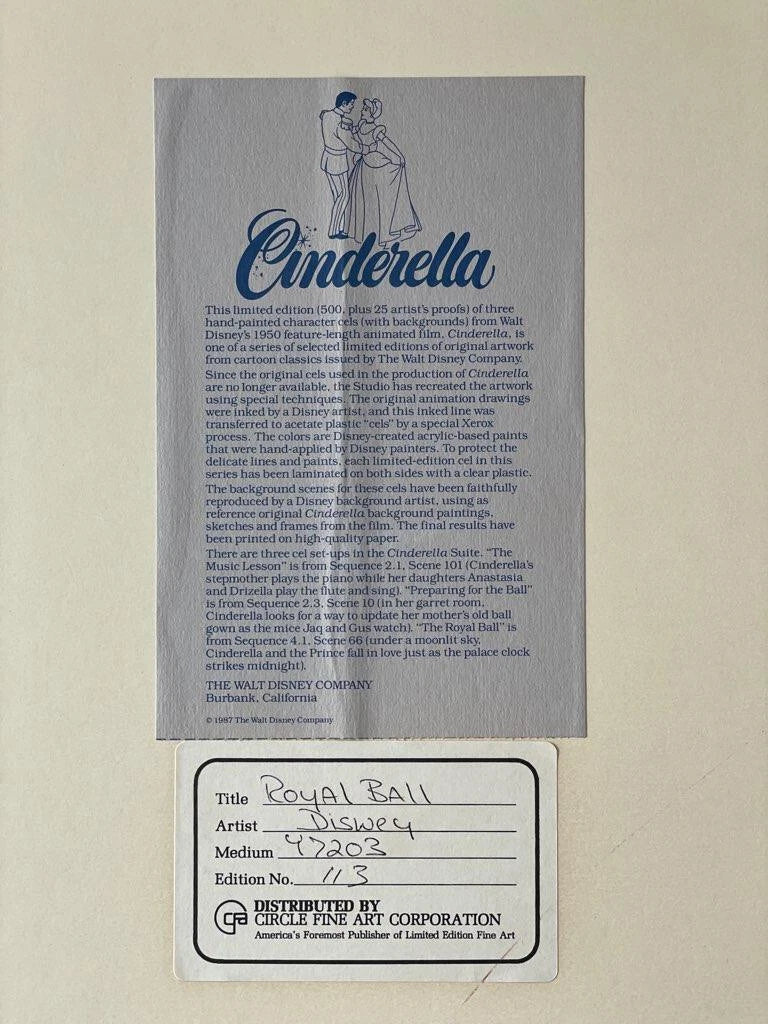 Cinderella
This limited edition (500, plus 25 artist's proofs) of three
hand-painted character cels (with backgrounds) from Walt
Disney's 1950 feature-length animated film, Cinderella, is
one of a series of selected limited editions of original artwork
from cartoon classics issued by The Walt Disney Company.
Since the original cels used in the production of Cinderella
are no longer available, the Studio has recreated the artwork
using special techniques. The original animation drawings
were inked by a Disney artist, and this inked line was
transferred to acetate plastic "cels" by a special Xerox
process. The colors are Disney-created acrylic-based paints
that were hand-applied by Disney painters. To protect the
delicate lines and paints, each limited-edition cel in this
series has been laminated on both sides with a clear plastic.
The background scenes for these cels have been faithfully
reproduced by a Disney background artist, using as
reference original Cinderella background paintings,
sketches and frames from the film. The final results have
been printed on high-quality paper.
There are three cel set-ups in the Cinderella Suite. "The
Music Lesson" is from Sequence 2.1, Scene 101 (Cinderella's
stepmother plays the piano while her daughters Anastasia
and Drizella play the flute and sing). "Preparing for the Ball"
is from Sequence 2.3, Scene 10 (in her garret room,
Cinderella looks for a way to update her mother's old ball
gown as the mice Jaq and Gus watch). "The Royal Ball" is
from Sequence 4.1, Scene 66 (under a moonlit sky,
Cinderella and the Prince fall in love just as the palace clock
strikes midnight).
THE WALT DISNEY COMPANY
Burbank, California
© 1987 The Walt Disney Company
Title Royal Ball
Artist Disney
Medium 47203
Edition No. 113
cfa DISTRIBUTED BY
CIRCLE FINE ART CORPORATION
America's Foremost Publisher of Limited Edition Fine Art